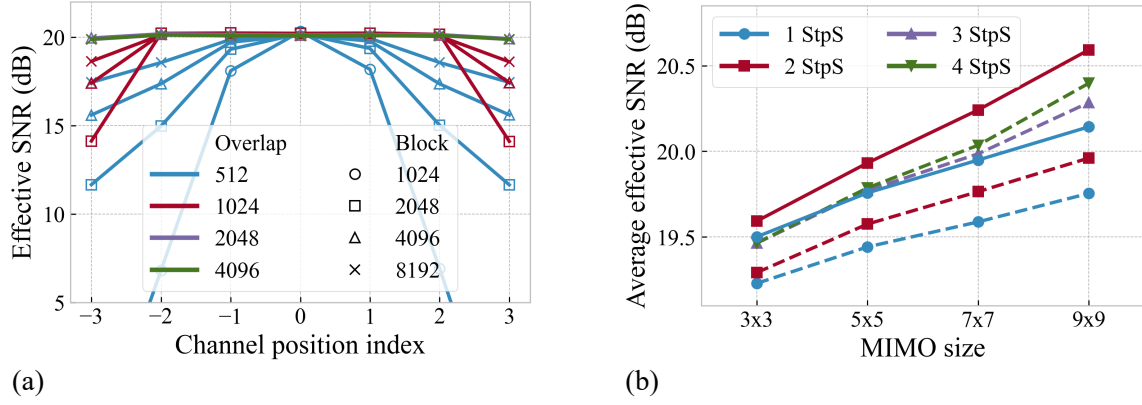 Effective SNR (dB)
20
15
10
5
Overlap Block
512 1024
1024 2048
2048 4096
4096 8192
−3 −2 −1 0 1 2 3
Channel position index
(a)
Average effective SNR (dB)
20.5
20.0
19.5
1 StpS 3 StpS
2 StpS 4 StpS
3x3 5x5 7x7 9x9
MIMO size
(b)